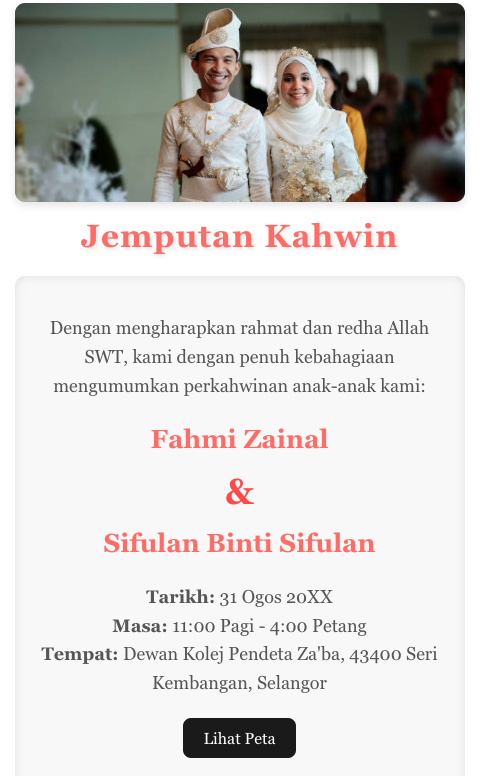 Jemputan Kahwin
Dengan mengharapkan rahmat dan redha Allah
SWT, kami dengan penuh kebahagiaan
mengumumkan perkahwinan anak-anak kami:
Fahmi Zainal
&
Sifulan Binti Sifulan
Tarikh: 31 Ogos 20XX
Masa: 11:00 Pagi - 4:00 Petang
Tempat: Dewan Kolej Pendeta Za'ba, 43400 Seri
Kembangan, Selangor
Lihat Peta